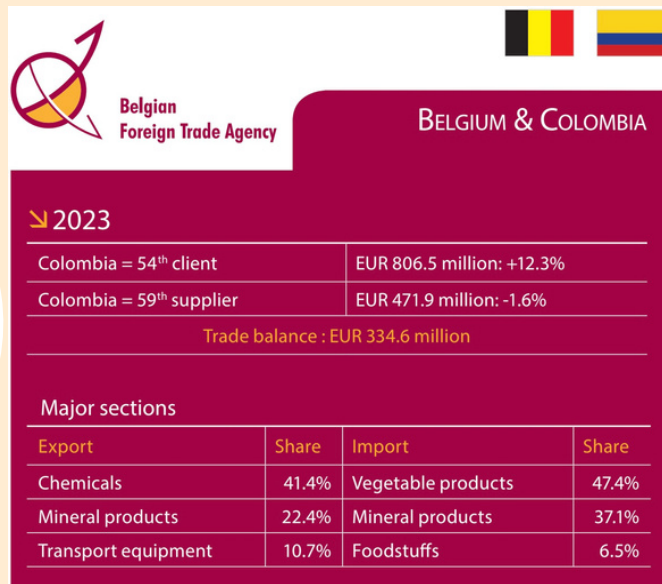 Belgian
Foreign Trade Agency
BELGIUM & COLOMBIA
2023
Colombia = 54th client EUR 806.5 million: +12.3%
Colombia = 59th supplier EUR 471.9 million: -1.6%
Trade balance : EUR 334.6 million
Major sections
Export Share Import Share
Chemicals 41.4% Vegetable products 47.4%
Mineral products 22.4% Mineral products 37.1%
Transport equipment 10.7% Foodstuffs 6.5%